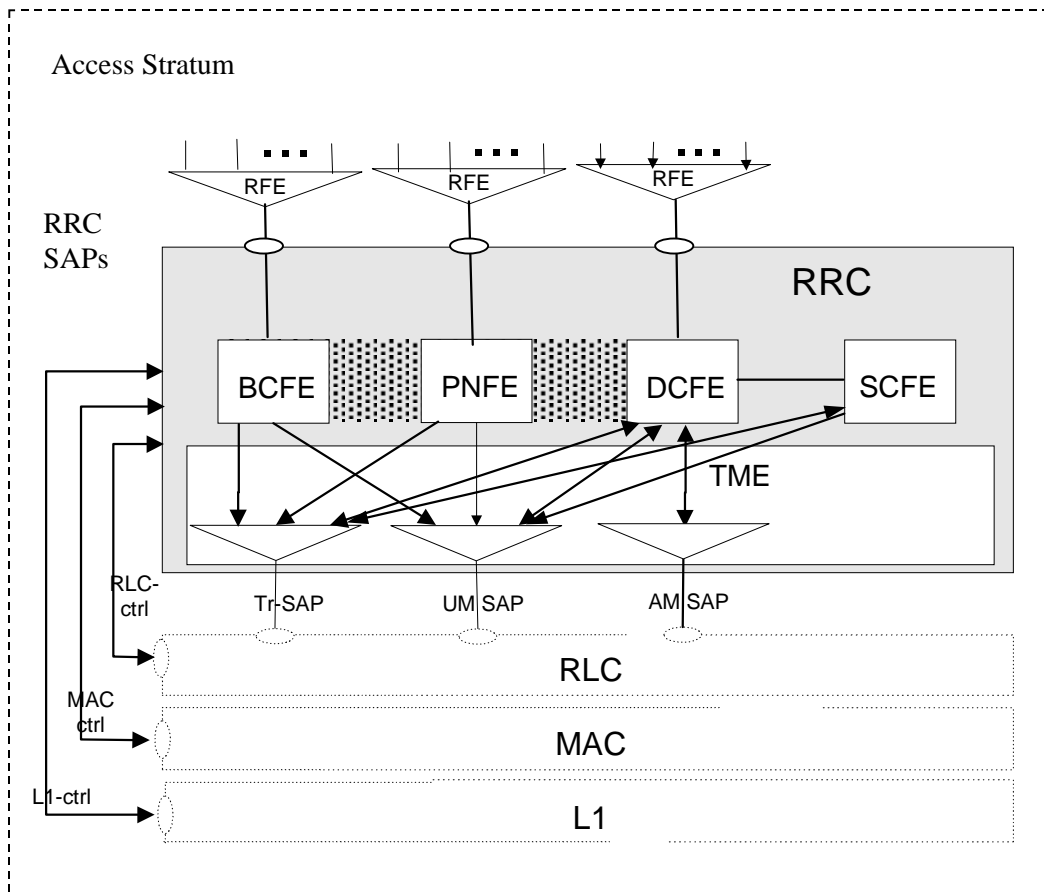 Access Stratum
RFE
RFE
RFE
RRC
SAPs
RRC
BCFE
PNFE
DCFE
SCFE
TME
RLC-
ctrl
Tr-SAP
UM SAP
AM SAP
RLC
MAC
ctrl
MAC
L1-ctrl
L1